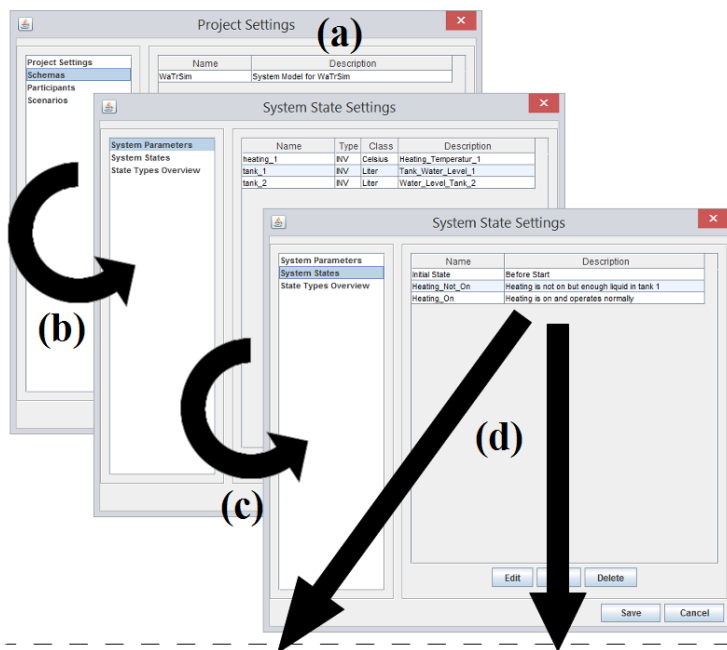 Project Settings
(a)
Project Settings
Schemas
Participants
Scenarios
Name Description
WaTrSim System Model for WaTrSim
System State Settings
System Parameters
System States
State Types Overview
Name Type Class Description
heating_1 INV Celsius Heating_Temperatur_1
tank_1 INV Liter Tank_Water_Level_1
tank_2 INV Liter Water_Level_Tank_2
(b)
System State Settings
System Parameters
System States
State Types Overview
Name Description
Initial State Before Start
Heating_Not_On Heating is not on but enough liquid in tank 1
Heating_On Heating is on and operates normally
(c)
(d)
Edit
Delete
Save Cancel